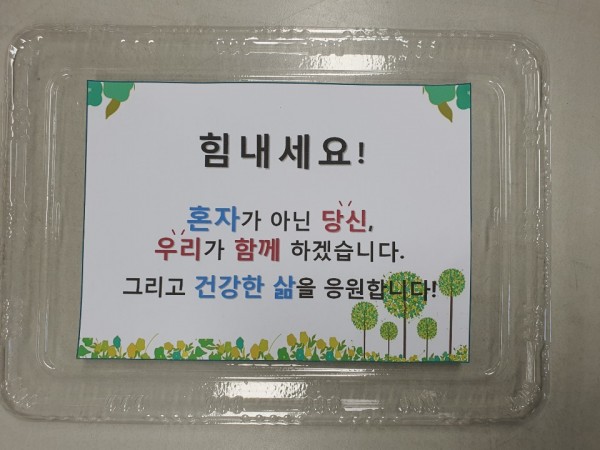 힘내세요!
혼자가 아닌 당신,
우리가 함께 하겠습니다.
그리고 건강한 삶을 응원합니다!